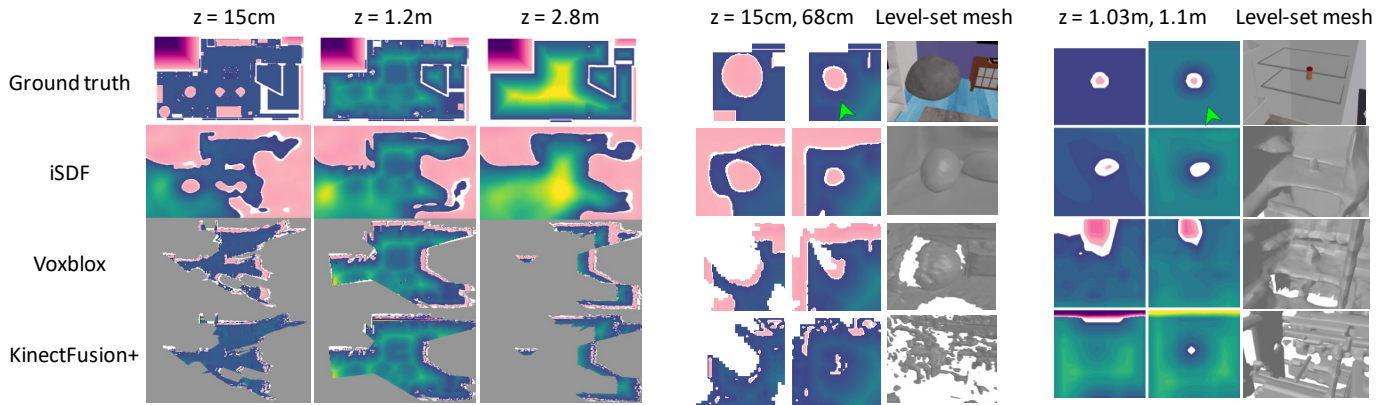 z = 15cm z = 1.2m z = 2.8m z = 15cm, 68cm Level-set mesh z = 1.03m, 1.1m Level-set mesh
Ground truth
iSDF
Voxblox
KinectFusion+